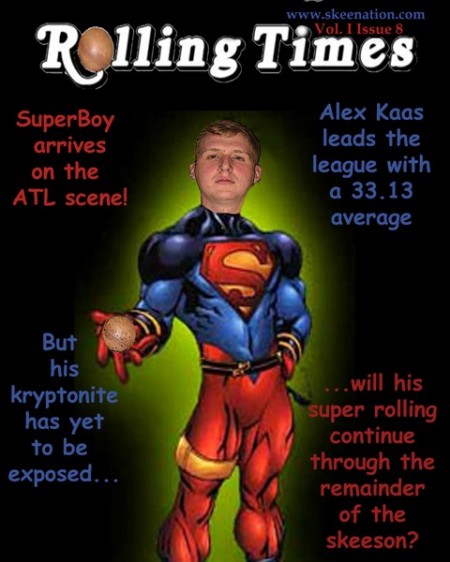 www.skeenation.com
Vol. I Issue 8
Rolling Times
SuperBoy
arrives
on the
ATL scene!
Alex Kaas
leads the
league with
a 33.13
average
But
his
kryptonite
has yet
to be
exposed...
...will his
super rolling
continue
through the
remainder
of the
skeeson?
S